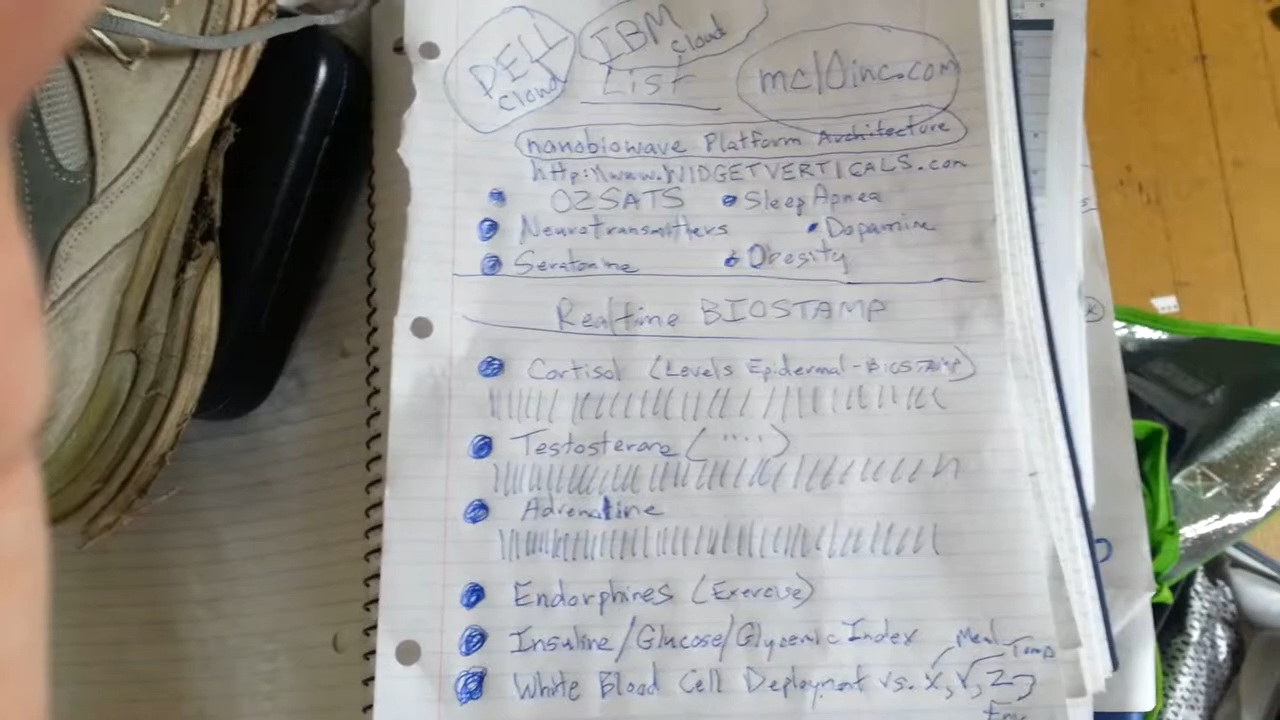 DELL cloud
IBM cloud
List
mc10inc.com
nanobiowave Platform Architecture
http://www.WIDGETVERTICALS.com
O2SATS • Sleep Apnea
• Neurotransmitters • Dopamine
• Seratonine • Obesity
Realtime BIOSTAMP
• Cortisol (Levels Epidermal-BIOSTAMP)
• Testosterone (....)
• Adrenaline
• Endorphines (Exercise)
• Insuline/Glucose/Glycemic Index
Meal Temp
• White Blood Cell Deployment vs. X, Y, Z